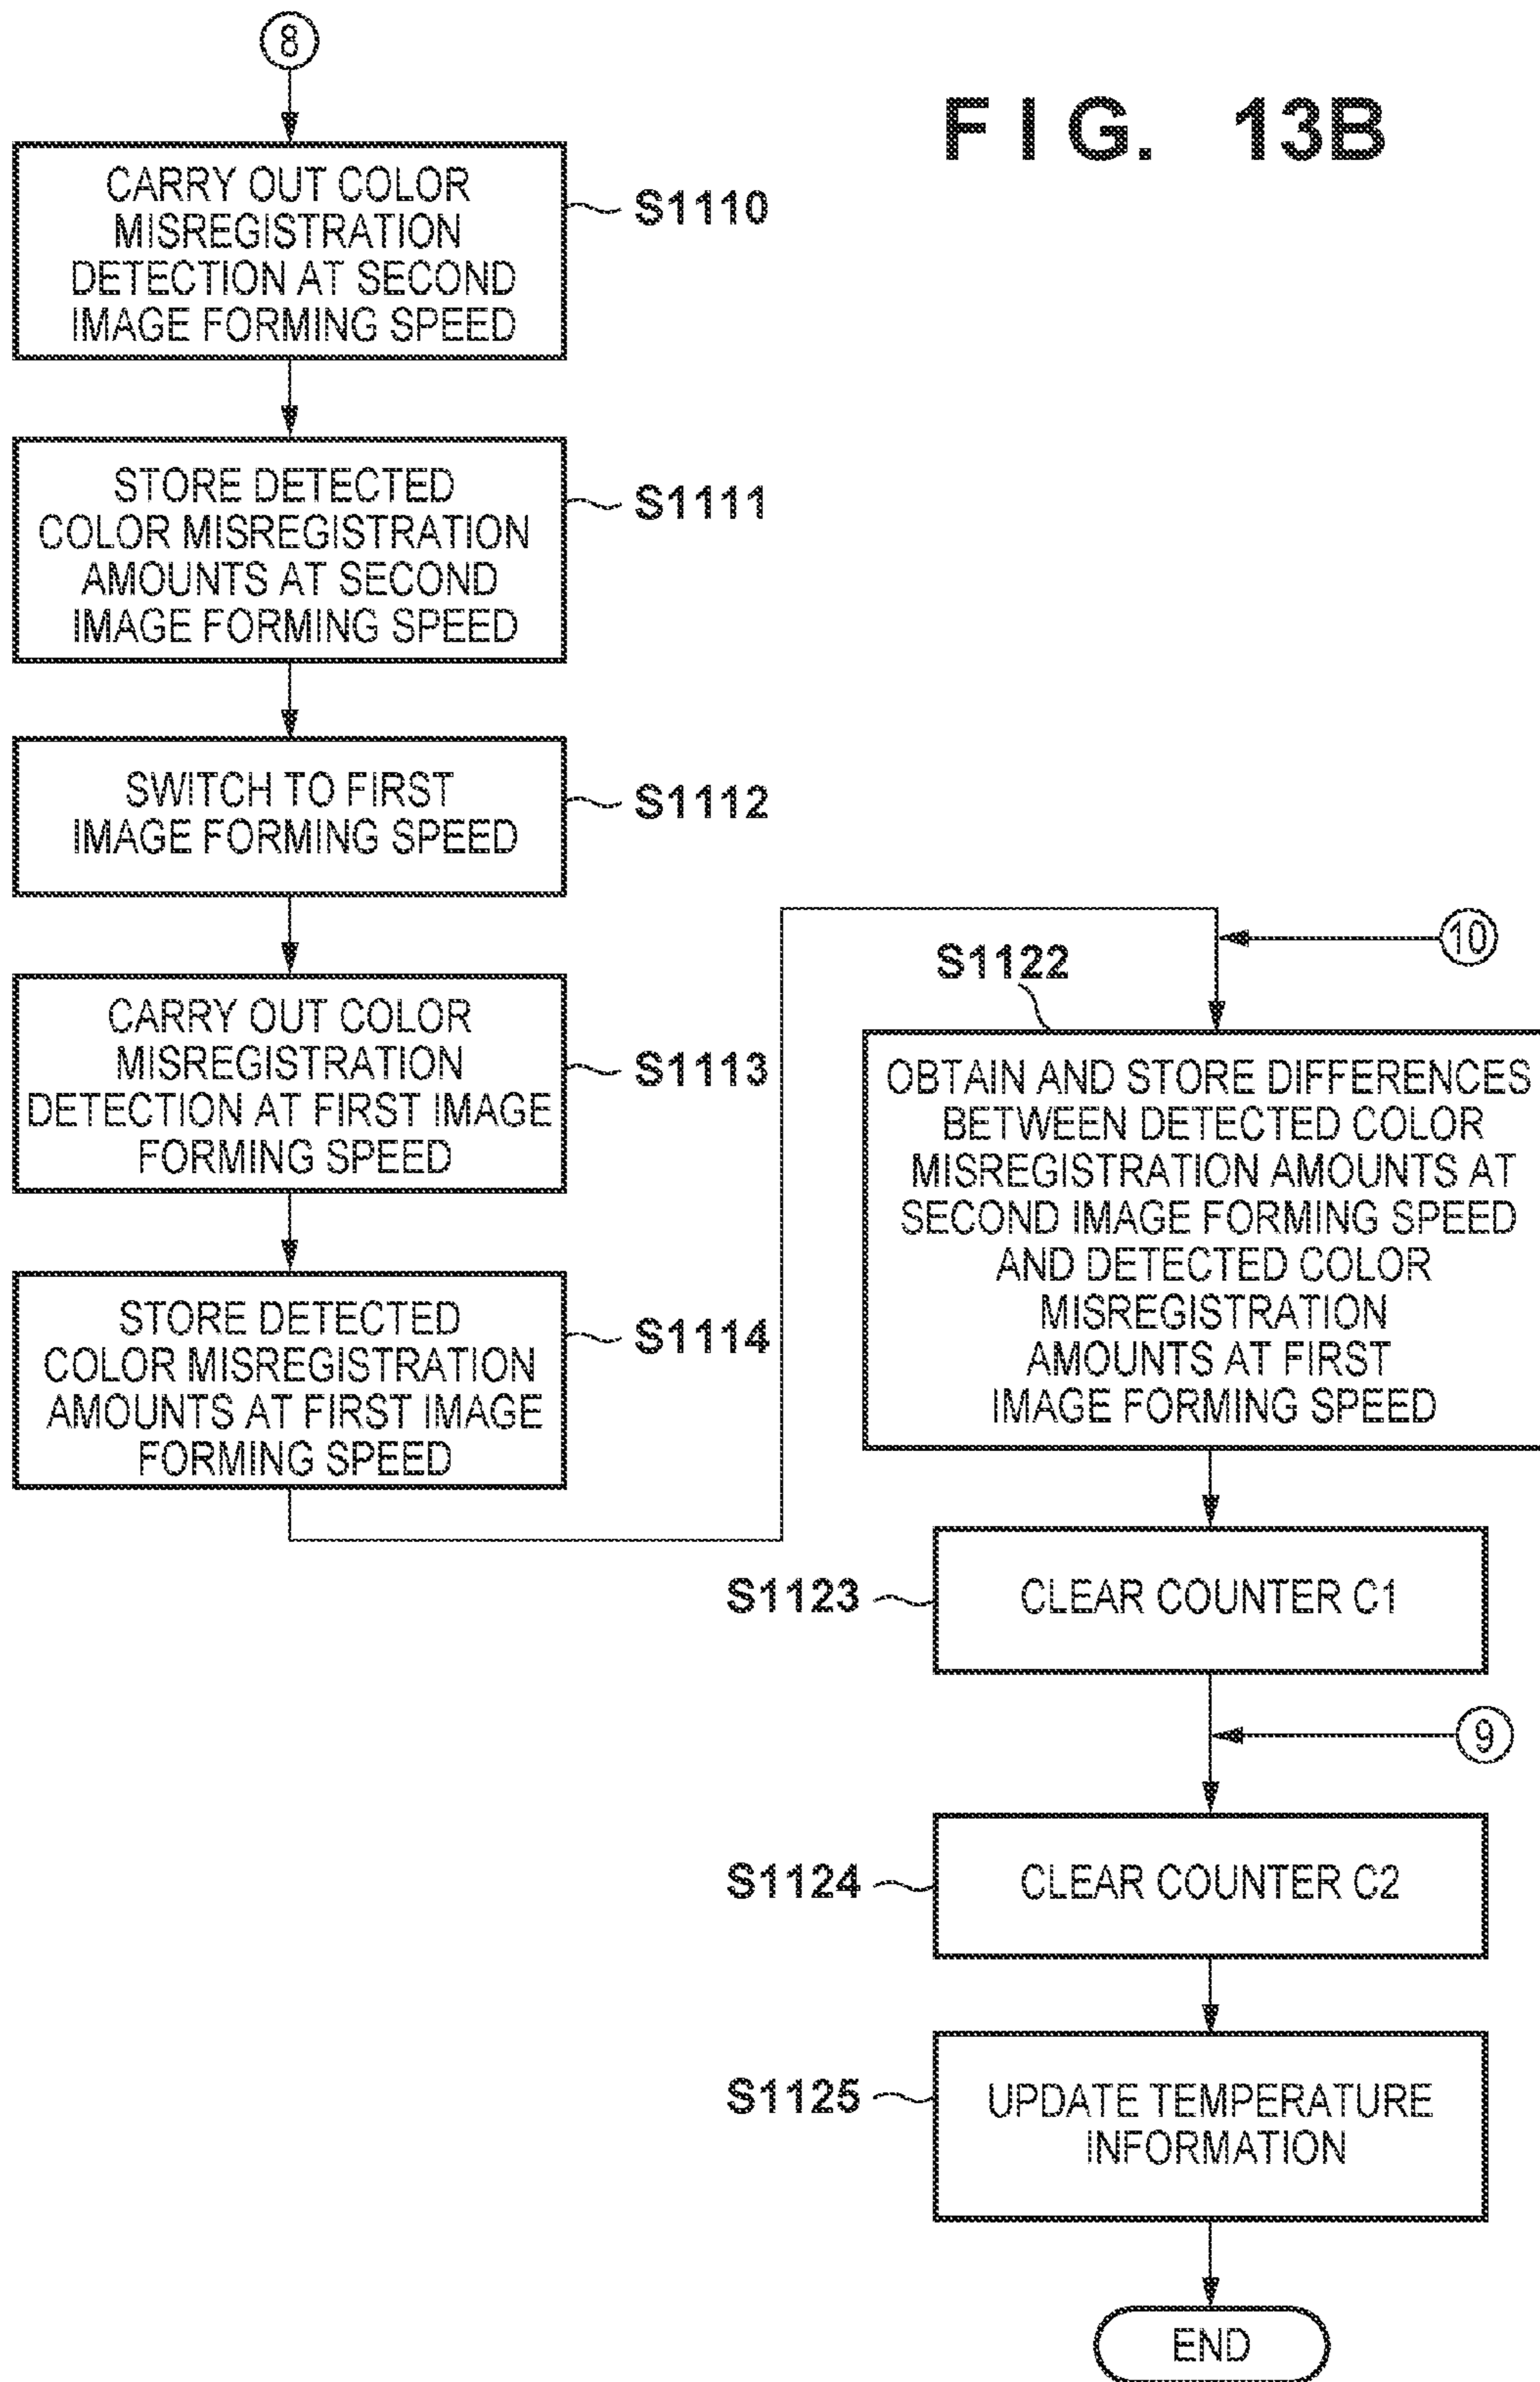 FIG. 13B
8
CARRY OUT COLOR
MISREGISTRATION
DETECTION AT SECOND
IMAGE FORMING SPEED
S1110
STORE DETECTED
COLOR MISREGISTRATION
AMOUNTS AT SECOND
IMAGE FORMING SPEED
S1111
SWITCH TO FIRST
IMAGE FORMING SPEED
S1112
CARRY OUT COLOR
MISREGISTRATION
DETECTION AT FIRST IMAGE
FORMING SPEED
S1113
STORE DETECTED
COLOR MISREGISTRATION
AMOUNTS AT FIRST IMAGE
FORMING SPEED
S1114
10
S1122
OBTAIN AND STORE DIFFERENCES
BETWEEN DETECTED COLOR
MISREGISTRATION AMOUNTS AT
SECOND IMAGE FORMING SPEED
AND DETECTED COLOR
MISREGISTRATION
AMOUNTS AT FIRST
IMAGE FORMING SPEED
S1123
CLEAR COUNTER C1
9
S1124
CLEAR COUNTER C2
S1125
UPDATE TEMPERATURE
INFORMATION
END